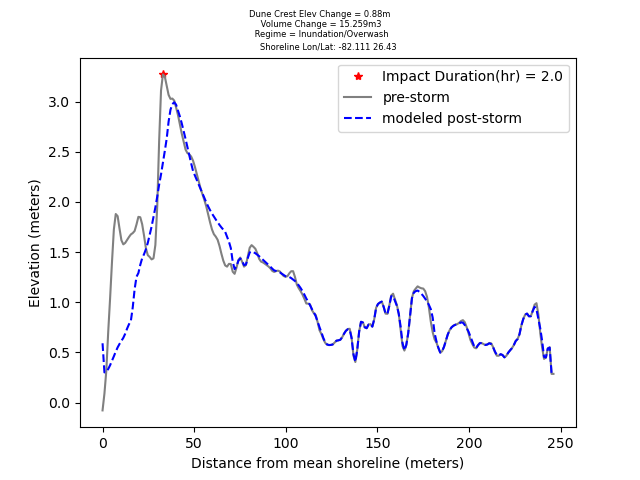 Dune Crest Elev Change = 0.88m
Volume Change = 15.259m3
Regime = Inundation/Overwash
Shoreline Lon/Lat: -82.111 26.43
Impact Duration(hr) = 2.0
pre-storm
modeled post-storm
3.0
2.5
2.0
1.5
1.0
0.5
0.0
Elevation (meters)
0 50 100 150 200 250
Distance from mean shoreline (meters)